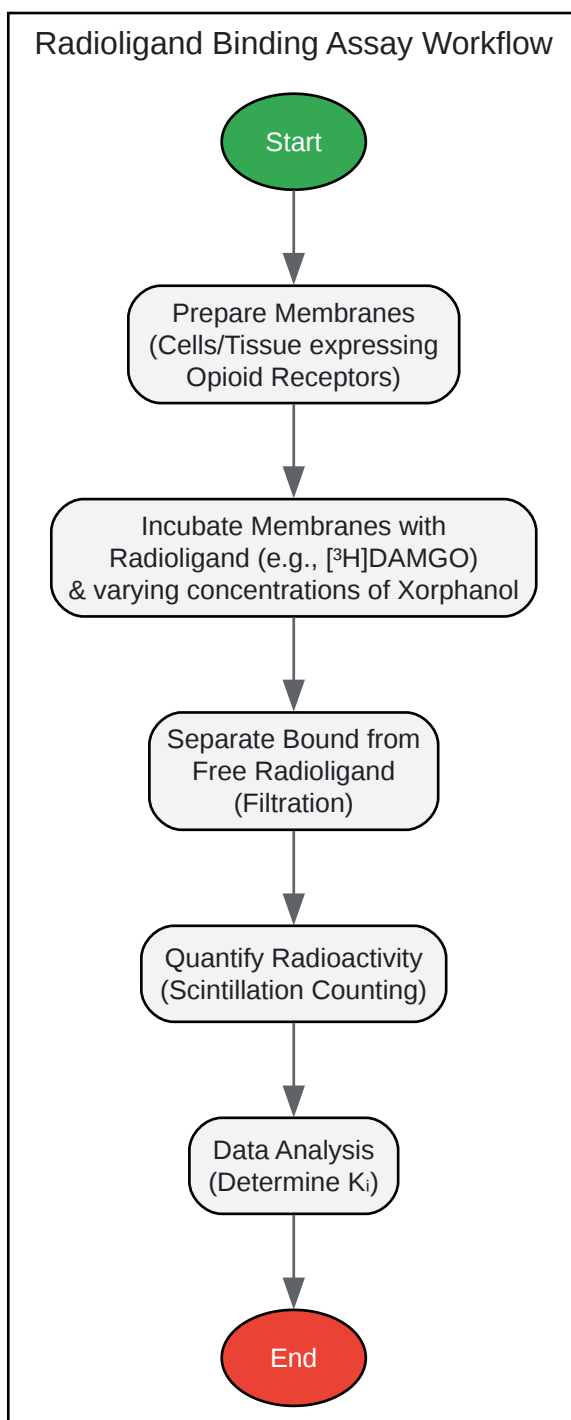 Radioligand Binding Assay Workflow
Start
Prepare Membranes
(Cells/Tissue expressing
Opioid Receptors)
Incubate Membranes with
Radioligand (e.g., [³H]DAMGO)
& varying concentrations of Xorphanol
Separate Bound from
Free Radioligand
(Filtration)
Quantify Radioactivity
(Scintillation Counting)
Data Analysis
(Determine Kᵢ)
End